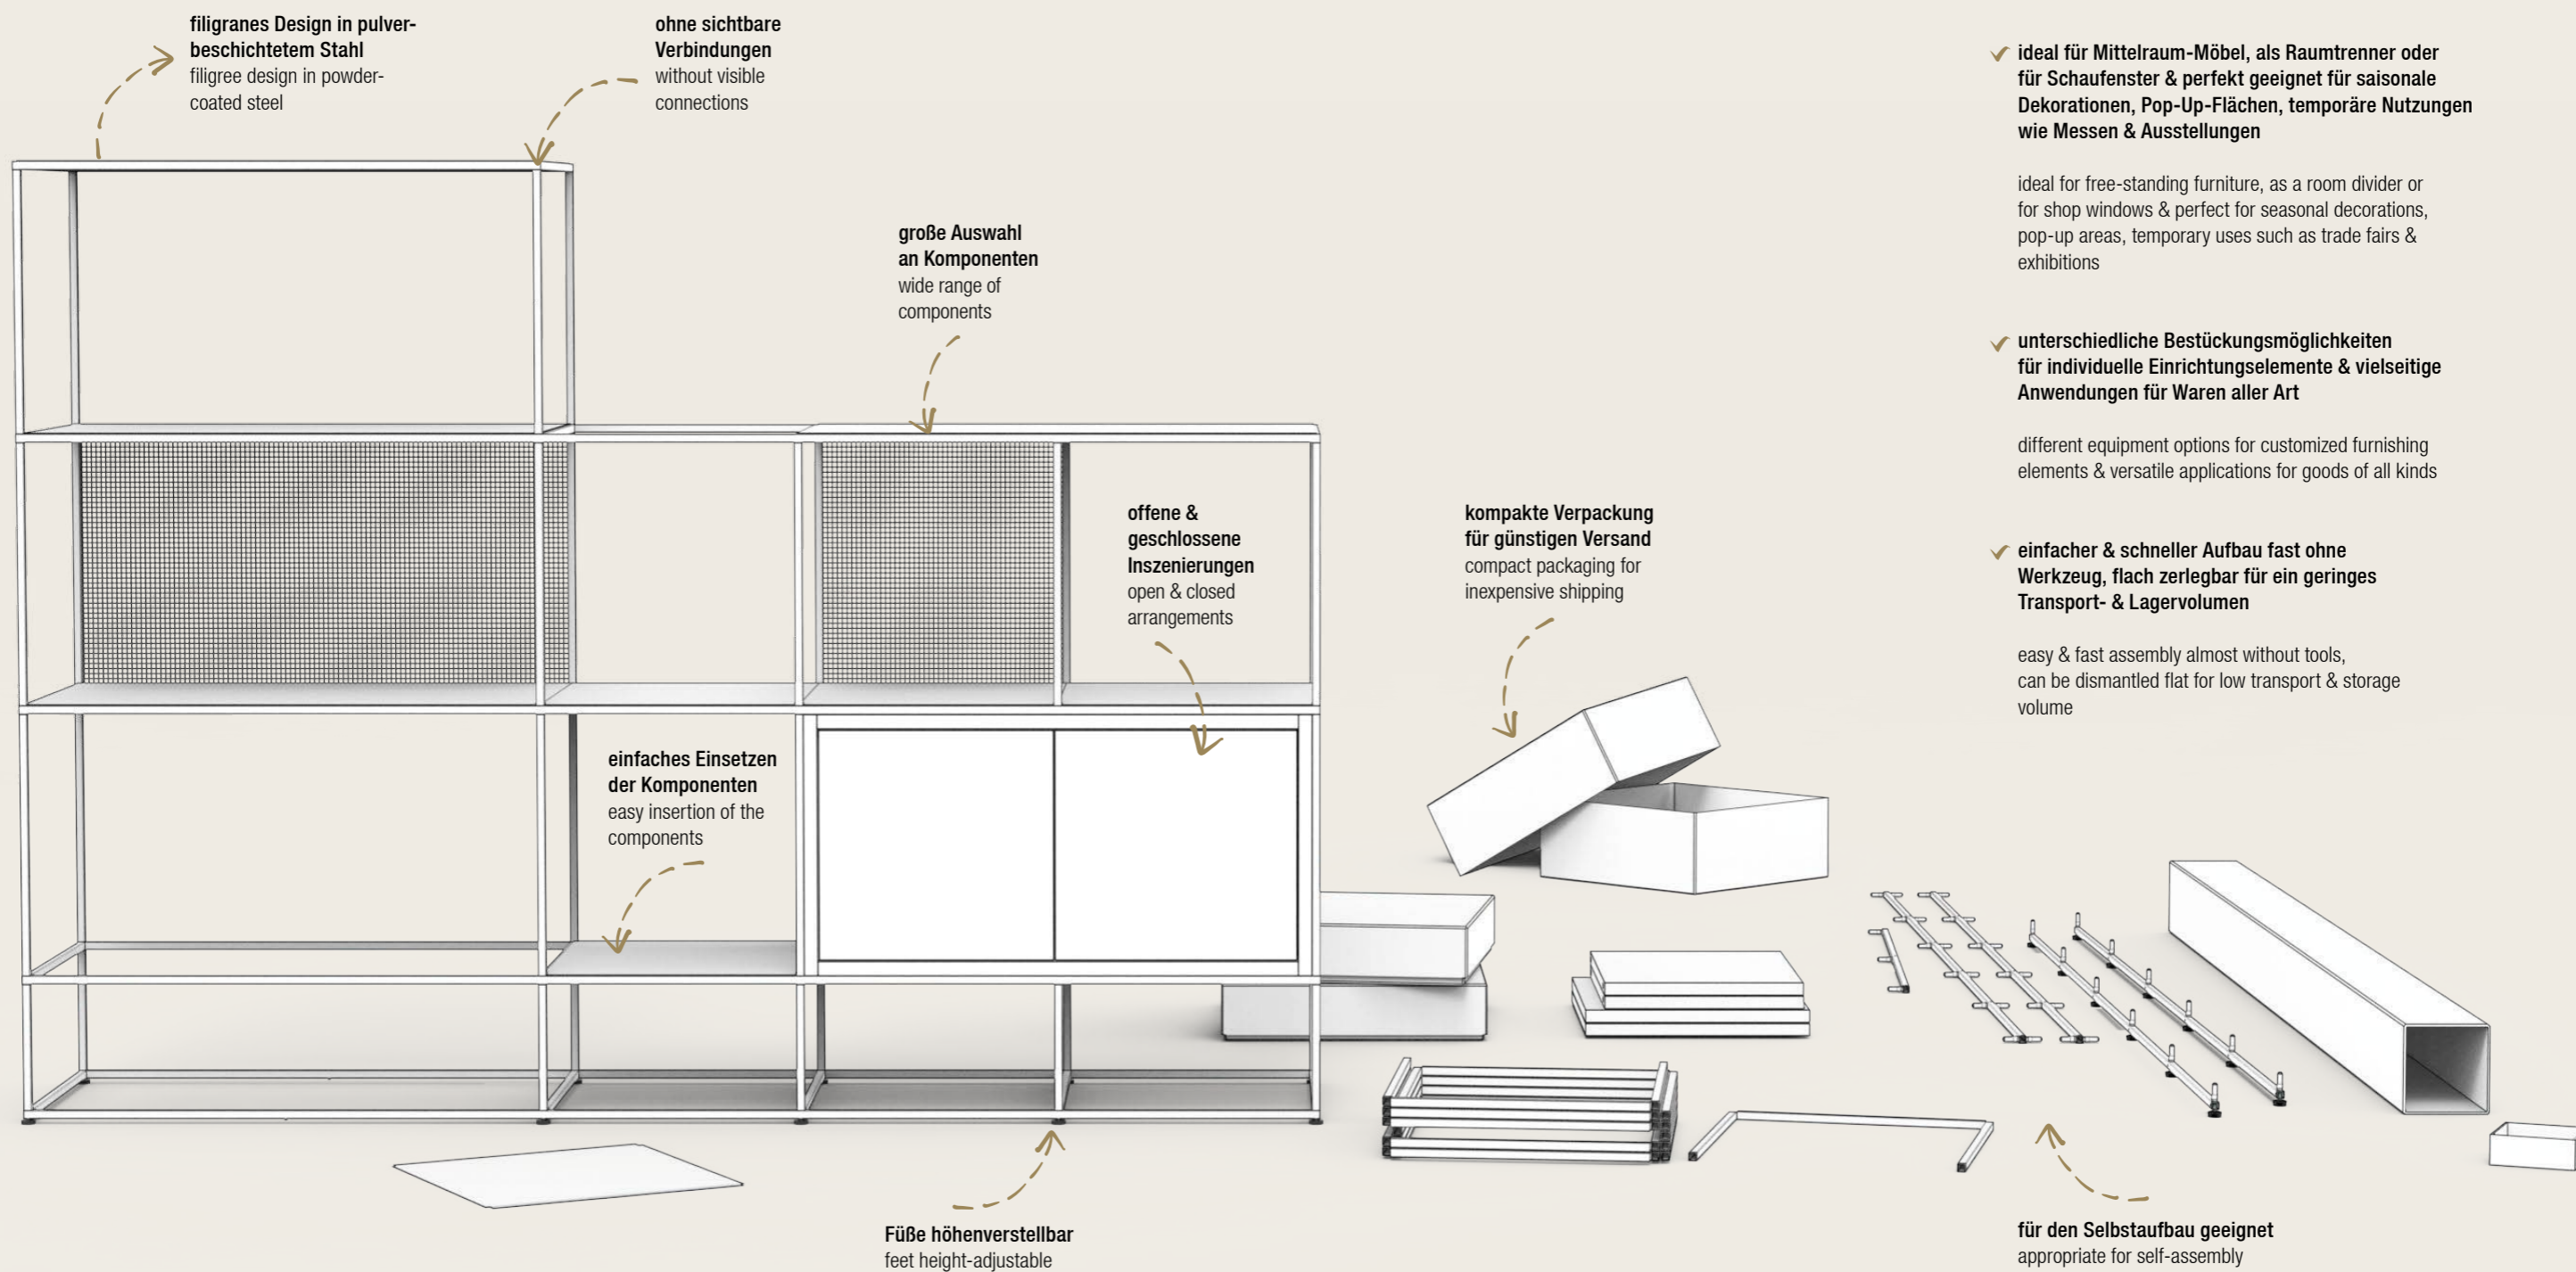 filigranes Design in pulver-
beschichtetem Stahl
filigree design in powder-
coated steel
ohne sichtbare
Verbindungen
without visible
connections
große Auswahl
an Komponenten
wide range of
components
offene &
geschlossene
Inszenierungen
open & closed
arrangements
kompakte Verpackung
für günstigen Versand
compact packaging for
inexpensive shipping
einfaches Einsetzen
der Komponenten
easy insertion of the
components
Füße höhenverstellbar
feet height-adjustable
ideal für Mittelraum-Möbel, als Raumtrenner oder
für Schaufenster & perfekt geeignet für saisonale
Dekorationen, Pop-Up-Flächen, temporäre Nutzungen
wie Messen & Ausstellungen
ideal for free-standing furniture, as a room divider or
for shop windows & perfect for seasonal decorations,
pop-up areas, temporary uses such as trade fairs &
exhibitions
unterschiedliche Bestückungsmöglichkeiten
für individuelle Einrichtungselemente & vielseitige
Anwendungen für Waren aller Art
different equipment options for customized furnishing
elements & versatile applications for goods of all kinds
einfacher & schneller Aufbau fast ohne
Werkzeug, flach zerlegbar für ein geringes
Transport- & Lagervolumen
easy & fast assembly almost without tools,
can be dismantled flat for low transport & storage
volume
für den Selbstaufbau geeignet
appropriate for self-assembly